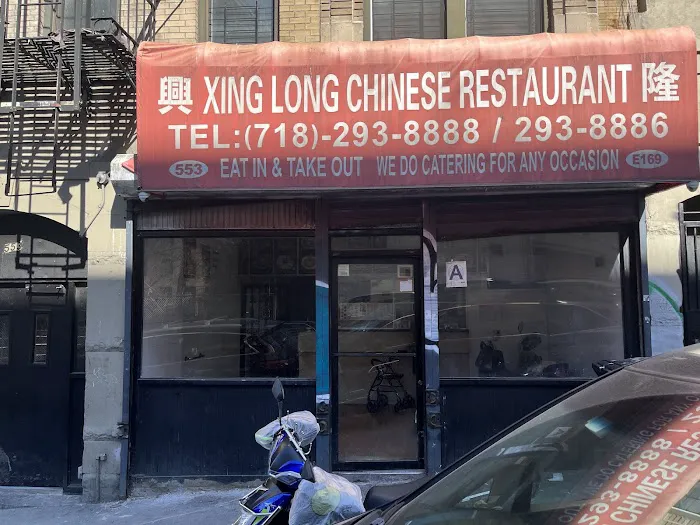 興 XING LONG CHINESE RESTAURANT 隆
TEL:(718)-293-8888 / 293-8886
553 EAT IN & TAKE OUT WE DO CATERING FOR ANY OCCASION E169
A